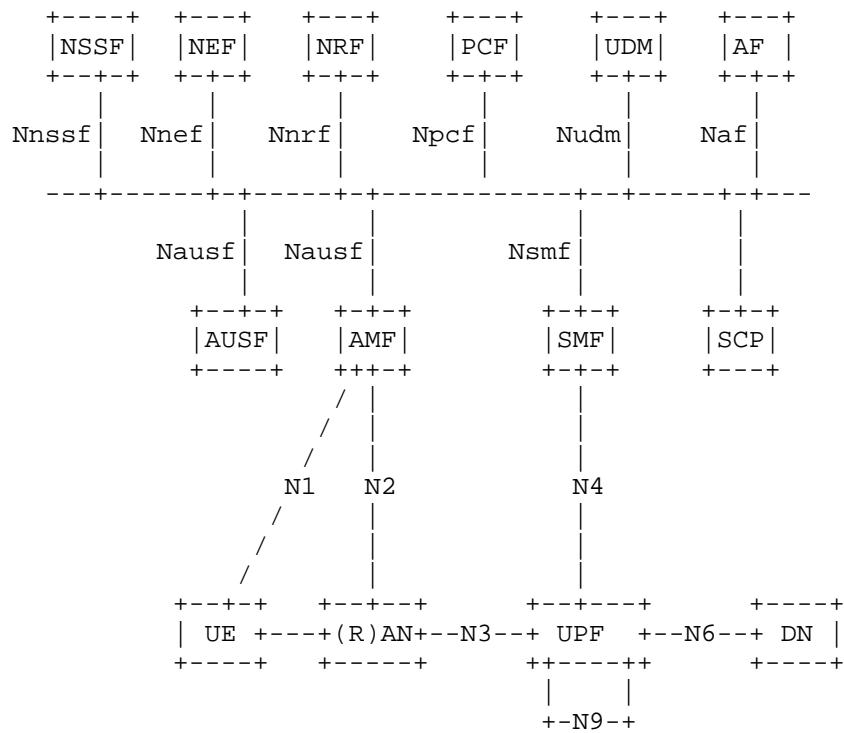 NSSF NEF NRF PCF UDM AF
Nnssf Nnef Nnrf Npcf Nudm Naf
Nausf Nausf Nsmf
AUSF AMF SMF SCP
N1 N2 N4
UE (R)AN N3 UPF N6 DN
N9